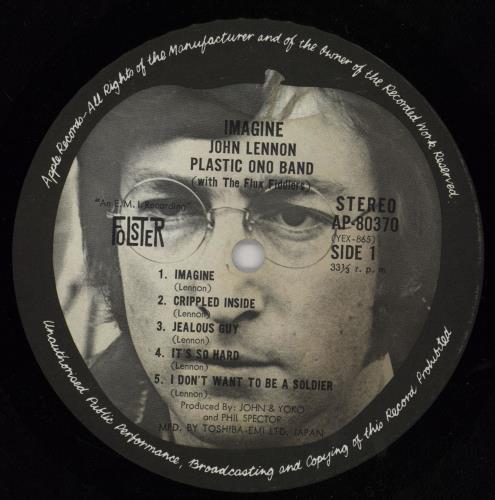 Apple Records-All Rights of the Manufacturer and of the Owner of the Recorded Work Reserved.
IMAGINE
JOHN LENNON
PLASTIC ONO BAND
(with The Flux Fiddlers)
"An E.M.I. Recording"
FOLSTER
STEREO
AP-80370
(YEX-865)
SIDE 1
33⅓ r. p. m.
1. IMAGINE
(Lennon)
2. CRIPPLED INSIDE
(Lennon)
3. JEALOUS GUY
(Lennon)
4. IT'S SO HARD
(Lennon)
5. I DON'T WANT TO BE A SOLDIER
(Lennon)
Produced By: JOHN & YOKO
and PHIL SPECTOR
MFD. BY TOSHIBA-EMI LTD. JAPAN
Unauthorised Public Performance, Broadcasting and Copying of this Record Prohibited